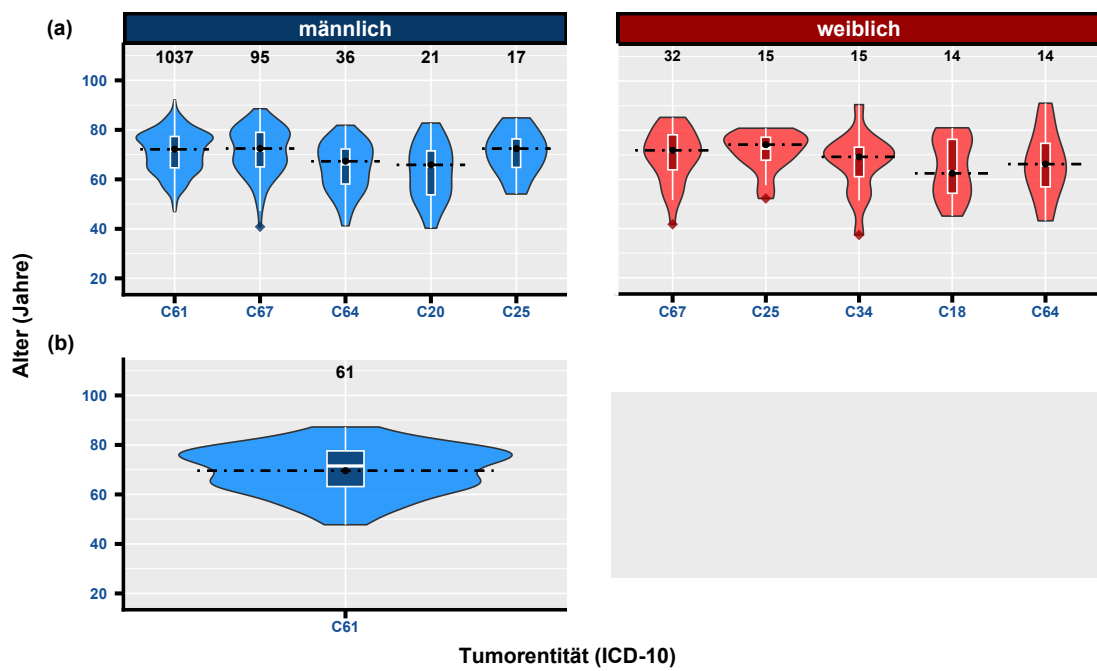 (a)
männlich
weiblich
1037 95 36 21 17
32 15 15 14 14
100
80
60
40
20
C61 C67 C64 C20 C25
C67 C25 C34 C18 C64
Alter (Jahre)
(b)
61
100
80
60
40
20
C61
Tumorentität (ICD-10)